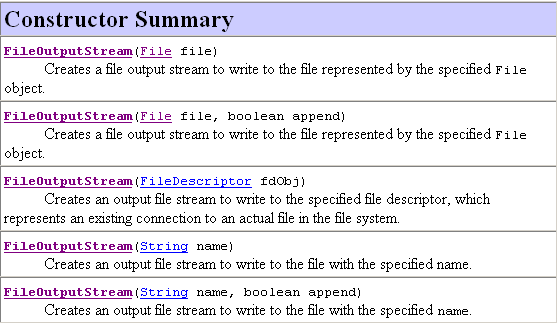 Constructor Summary
FileOutputStream(File file)
Creates a file output stream to write to the file represented by the specified File
object.
FileOutputStream(File file, boolean append)
Creates a file output stream to write to the file represented by the specified File
object.
FileOutputStream(FileDescriptor fdObj)
Creates an output file stream to write to the specified file descriptor, which
represents an existing connection to an actual file in the file system.
FileOutputStream(String name)
Creates an output file stream to write to the file with the specified name.
FileOutputStream(String name, boolean append)
Creates an output file stream to write to the file with the specified name.